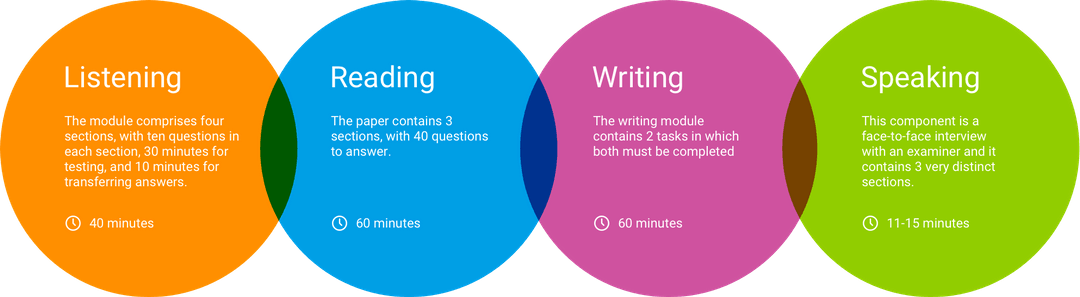 Listening
The module comprises four
sections, with ten questions in
each section, 30 minutes for
testing, and 10 minutes for
transferring answers.
40 minutes
Reading
The paper contains 3
sections, with 40 questions
to answer.
60 minutes
Writing
The writing module
contains 2 tasks in which
both must be completed
60 minutes
Speaking
This component is a
face-to-face interview
with an examiner and it
contains 3 very distinct
sections.
11-15 minutes